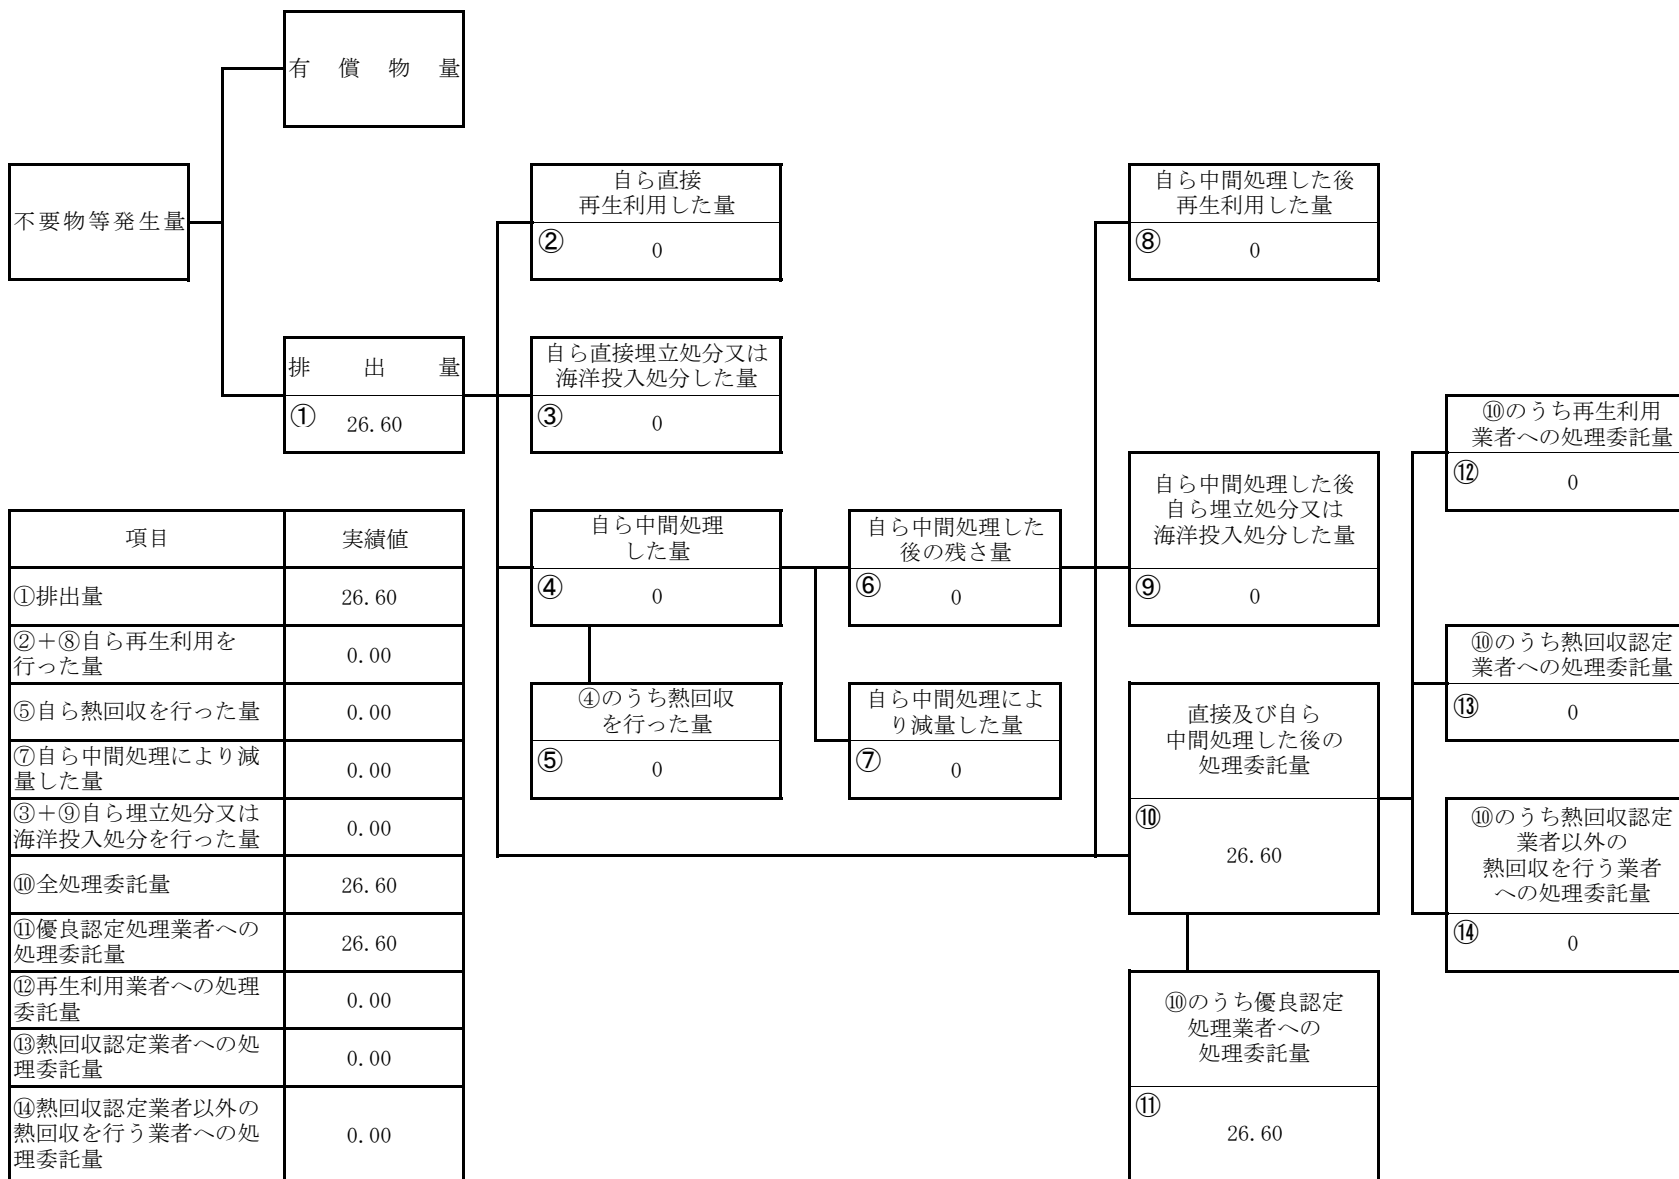 有償物量
不要物等発生量
排出量
① 26.60
自ら直接
再生利用した量
② 0
自ら直接埋立処分又は
海洋投入処分した量
③ 0
自ら中間処理
した量
④ 0
④のうち熱回収
を行った量
⑤ 0
自ら中間処理した
後の残さ量
⑥ 0
自ら中間処理によ
り減量した量
⑦ 0
自ら中間処理した後
再生利用した量
⑧ 0
自ら中間処理した後
自ら埋立処分又は
海洋投入処分した量
⑨ 0
直接及び自ら
中間処理した後の
処理委託量
⑩
26.60
⑩のうち優良認定
処理業者への
処理委託量
⑪
26.60
⑩のうち再生利用
業者への処理委託量
⑫ 0
⑩のうち熱回収認定
業者への処理委託量
⑬ 0
⑩のうち熱回収認定
業者以外の
熱回収を行う業者
への処理委託量
⑭ 0
項目 実績値
①排出量 26.60
②+⑧自ら再生利用を
行った量 0.00
⑤自ら熱回収を行った量 0.00
⑦自ら中間処理により減
量した量 0.00
③+⑨自ら埋立処分又は
海洋投入処分を行った量 0.00
⑩全処理委託量 26.60
⑪優良認定処理業者への
処理委託量 26.60
⑫再生利用業者への処理
委託量 0.00
⑬熱回収認定業者への処
理委託量 0.00
⑭熱回収認定業者以外の
熱回収を行う業者への処
理委託量 0.00